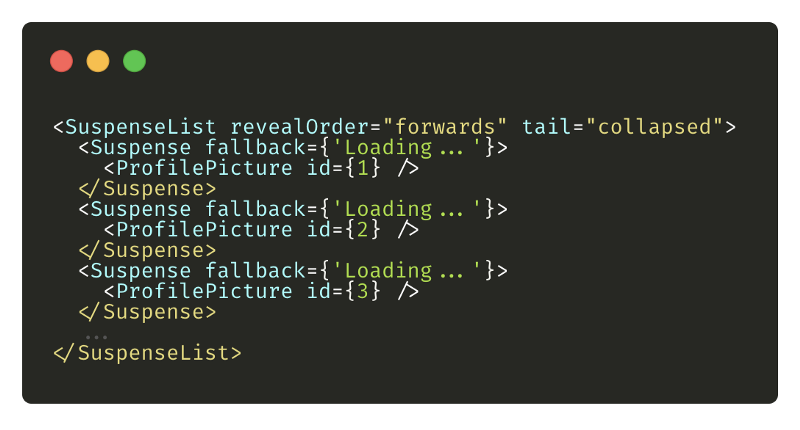 <SuspenseList revealOrder="forwards" tail="collapsed">
<Suspense fallback={'Loading...'}>
<ProfilePicture id={1} />
</Suspense>
<Suspense fallback={'Loading...'}>
<ProfilePicture id={2} />
</Suspense>
<Suspense fallback={'Loading...'}>
<ProfilePicture id={3} />
</Suspense>
...
</SuspenseList>